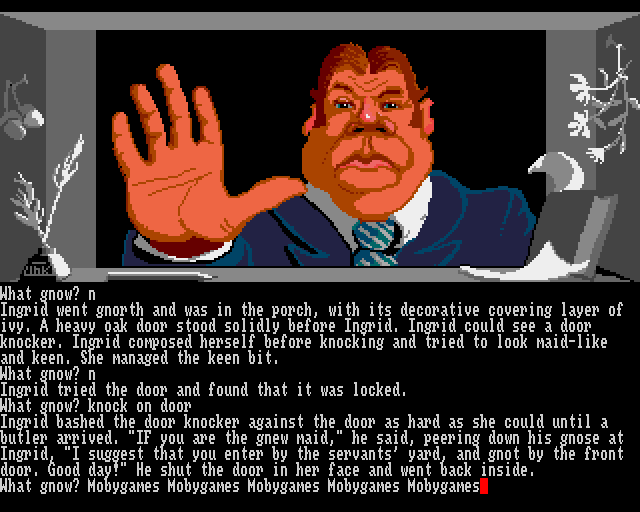 ink
What gnow? n
Ingrid went gnorth and was in the porch, with its decorative covering layer of
ivy. A heavy oak door stood solidly before Ingrid. Ingrid could see a door
knocker. Ingrid composed herself before knocking and tried to look maid-like
and keen. She managed the keen bit.
What gnow? n
Ingrid tried the door and found that it was locked.
What gnow? knock on door
Ingrid bashed the door knocker against the door as hard as she could until a
butler arrived. "If you are the gnew maid," he said, peering down his gnose at
Ingrid, "I suggest that you enter by the servants' yard, and gnot by the front
door. Good day!" He shut the door in her face and went back inside.
What gnow? Mobygames Mobygames Mobygames Mobygames Mobygames